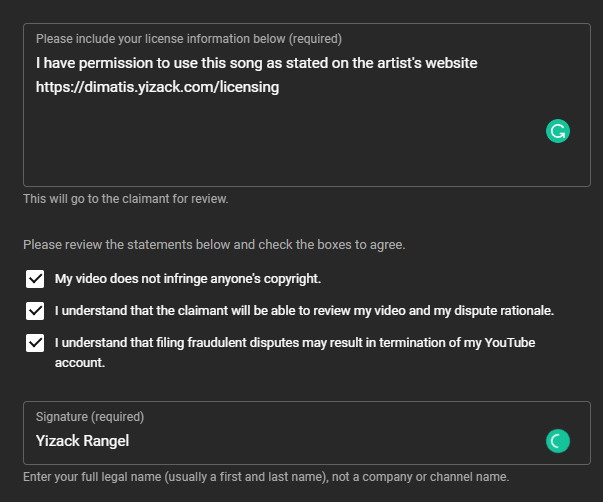 Please include your license information below (required)
I have permission to use this song as stated on the artist's website
https://dimatis.yizack.com/licensing
This will go to the claimant for review.
Please review the statements below and check the boxes to agree.
My video does not infringe anyone's copyright.
I understand that the claimant will be able to review my video and my dispute rationale.
I understand that filing fraudulent disputes may result in termination of my YouTube
account.
Signature (required)
Yizack Rangel
Enter your full legal name (usually a first and last name), not a company or channel name.